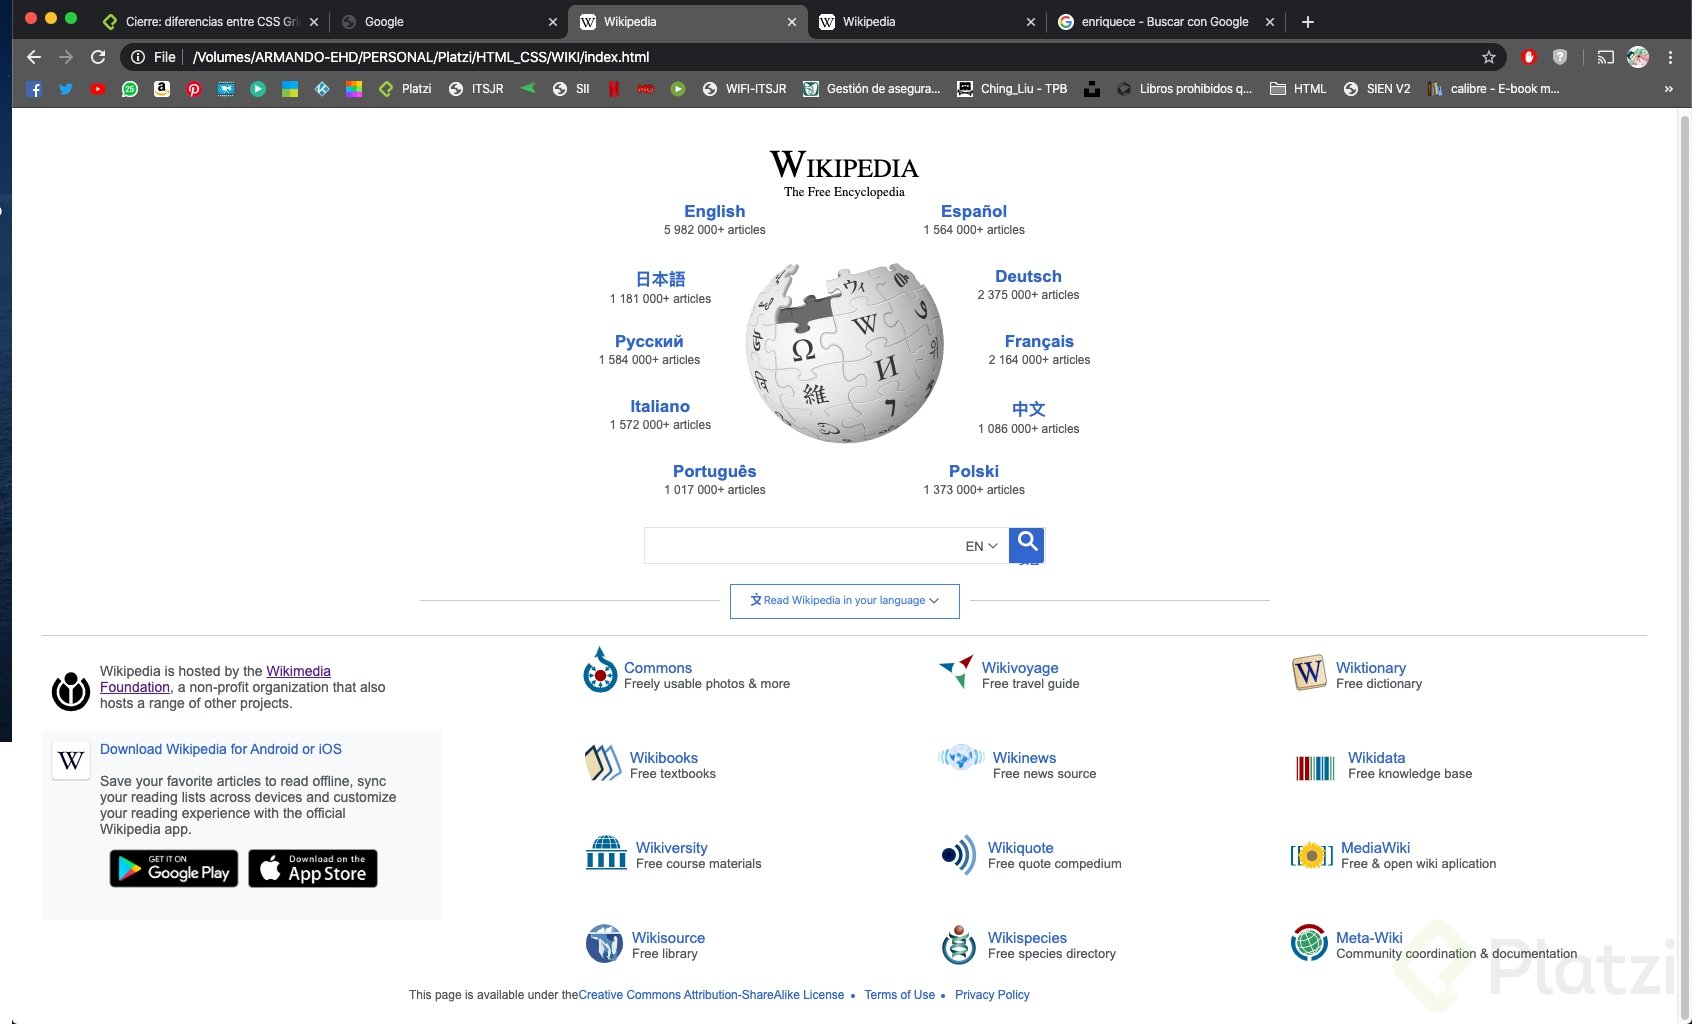 Cierre: diferencias entre CSS Gri
Google
Wikipedia
Wikipedia
enriquece - Buscar con Google
File
/Volumes/ARMANDO-EHD/PERSONAL/Platzi/HTML_CSS/WIKI/index.html
25
Platzi
ITSJR
SII
WIFI-ITSJR
Gestión de asegura...
Ching_Liu - TPB
Libros prohibidos q...
HTML
SIEN V2
calibre - E-book m...
»
WIKIPEDIA
The Free Encyclopedia
English
5 982 000+ articles
Español
1 564 000+ articles
日本語
1 181 000+ articles
Deutsch
2 375 000+ articles
Русский
1 584 000+ articles
Français
2 164 000+ articles
Italiano
1 572 000+ articles
中文
1 086 000+ articles
Português
1 017 000+ articles
Polski
1 373 000+ articles
Ω
W
И
維
EN
文 Read Wikipedia in your language
Wikipedia is hosted by the Wikimedia
Foundation, a non-profit organization that also
hosts a range of other projects.
W
Download Wikipedia for Android or iOS
Save your favorite articles to read offline, sync
your reading lists across devices and customize
your reading experience with the official
Wikipedia app.
GET IT ON
Google Play
Download on the
App Store
Commons
Freely usable photos & more
Wikivoyage
Free travel guide
W
Wiktionary
Free dictionary
Wikibooks
Free textbooks
Wikinews
Free news source
Wikidata
Free knowledge base
Wikiversity
Free course materials
Wikiquote
Free quote compedium
MediaWiki
Free & open wiki aplication
Wikisource
Free library
Wikispecies
Free species directory
Meta-Wiki
Community coordination & documentation
This page is available under theCreative Commons Attribution-ShareAlike License • Terms of Use • Privacy Policy
Platzi